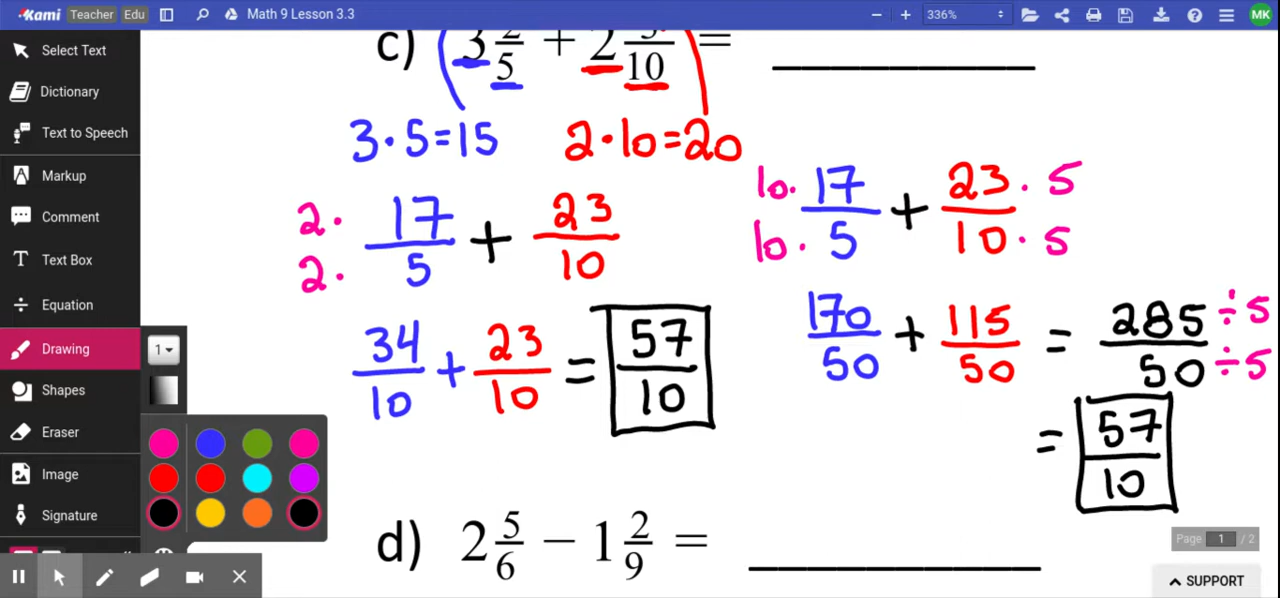 Kami Teacher Edu Math 9 Lesson 3.3 336% MK
Select Text
Dictionary
Text to Speech
Markup
Comment
Text Box
Equation
Drawing
Shapes
Eraser
Image
Signature
1
c) (3 2/5 + 2 3/10) = ____________
3 · 5 = 15 2 · 10 = 20
2 · 17 / 2 · 5 + 23/10
34/10 + 23/10 = 57/10
10 · 17 / 10 · 5 + 23 · 5 / 10 · 5
170/50 + 115/50 = 285 ÷ 5 / 50 ÷ 5
= 57/10
d) 2 5/6 − 1 2/9 = ____________
Page 1 / 2
SUPPORT